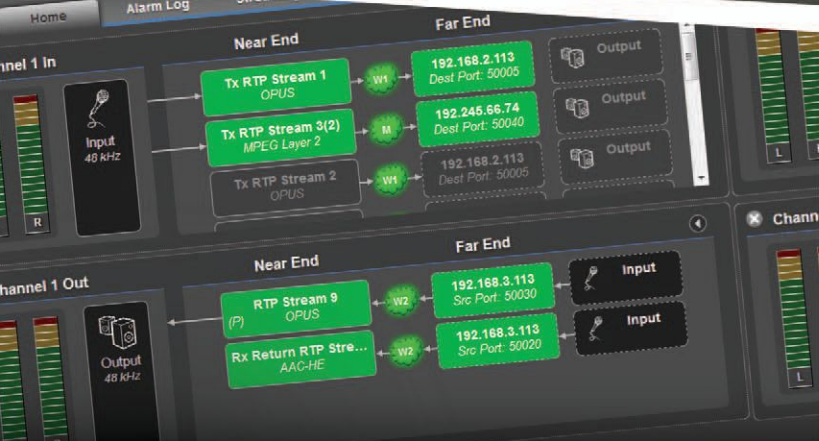 Home
Alarm Log
nnel 1 In
R
Input
48 kHz
Near End
Far End
Tx RTP Stream 1
OPUS
W1
192.168.2.113
Dest Port: 50005
Output
Tx RTP Stream 3(2)
MPEG Layer 2
M
192.245.66.74
Dest Port: 50040
Output
Tx RTP Stream 2
OPUS
W1
192.168.2.113
Dest Port: 50005
Output
L
hannel 1 Out
Output
48 kHz
Near End
Far End
RTP Stream 9
(P) OPUS
W2
192.168.3.113
Src Port: 50030
Input
Rx Return RTP Stre...
AAC-HE
W2
192.168.3.113
Src Port: 50020
Input
Chann
L